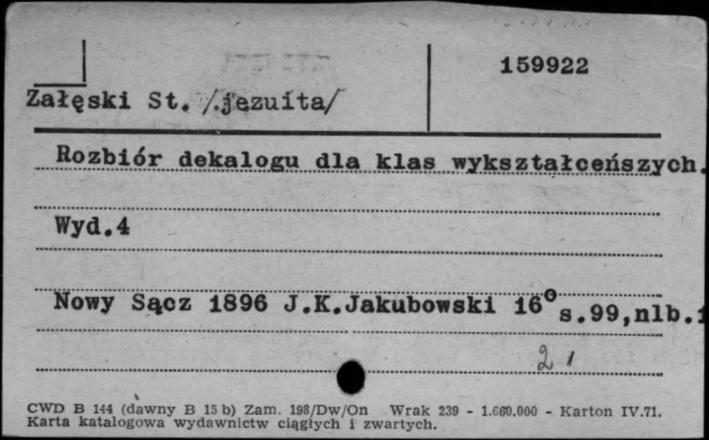 159922
Załęski St. /jezuita/
Rozbiór dekalogu dla klas wykształceńszych.
Wyd.4
Nowy Sącz 1896 J.K.Jakubowski 16° s.99,nlb.1
2 1
CWD B 144 (dawny B 15 b) Zam. 198/Dw/On Wrak 239 - 1.660.000 - Karton IV.71.
Karta katalogowa wydawnictw ciągłych i zwartych.